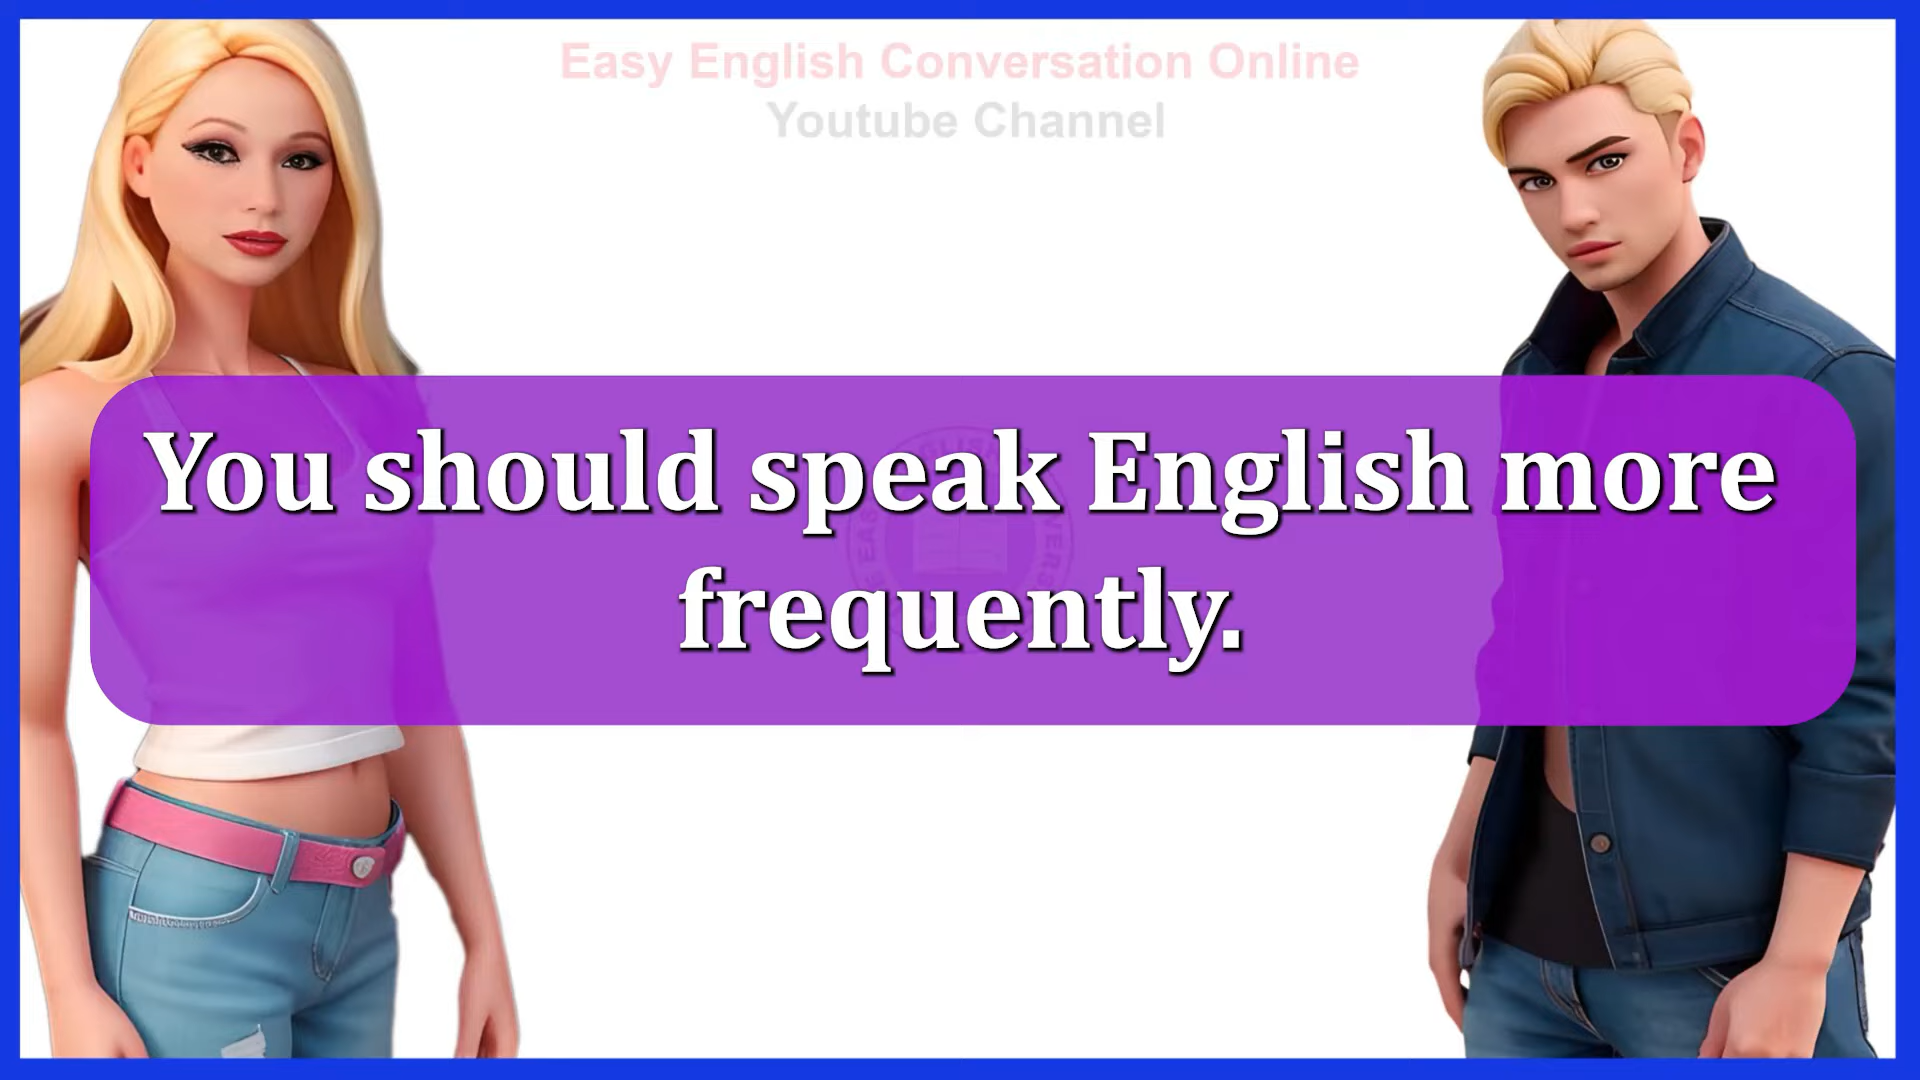 Easy English Conversation Online
Youtube Channel
You should speak English more
frequently.